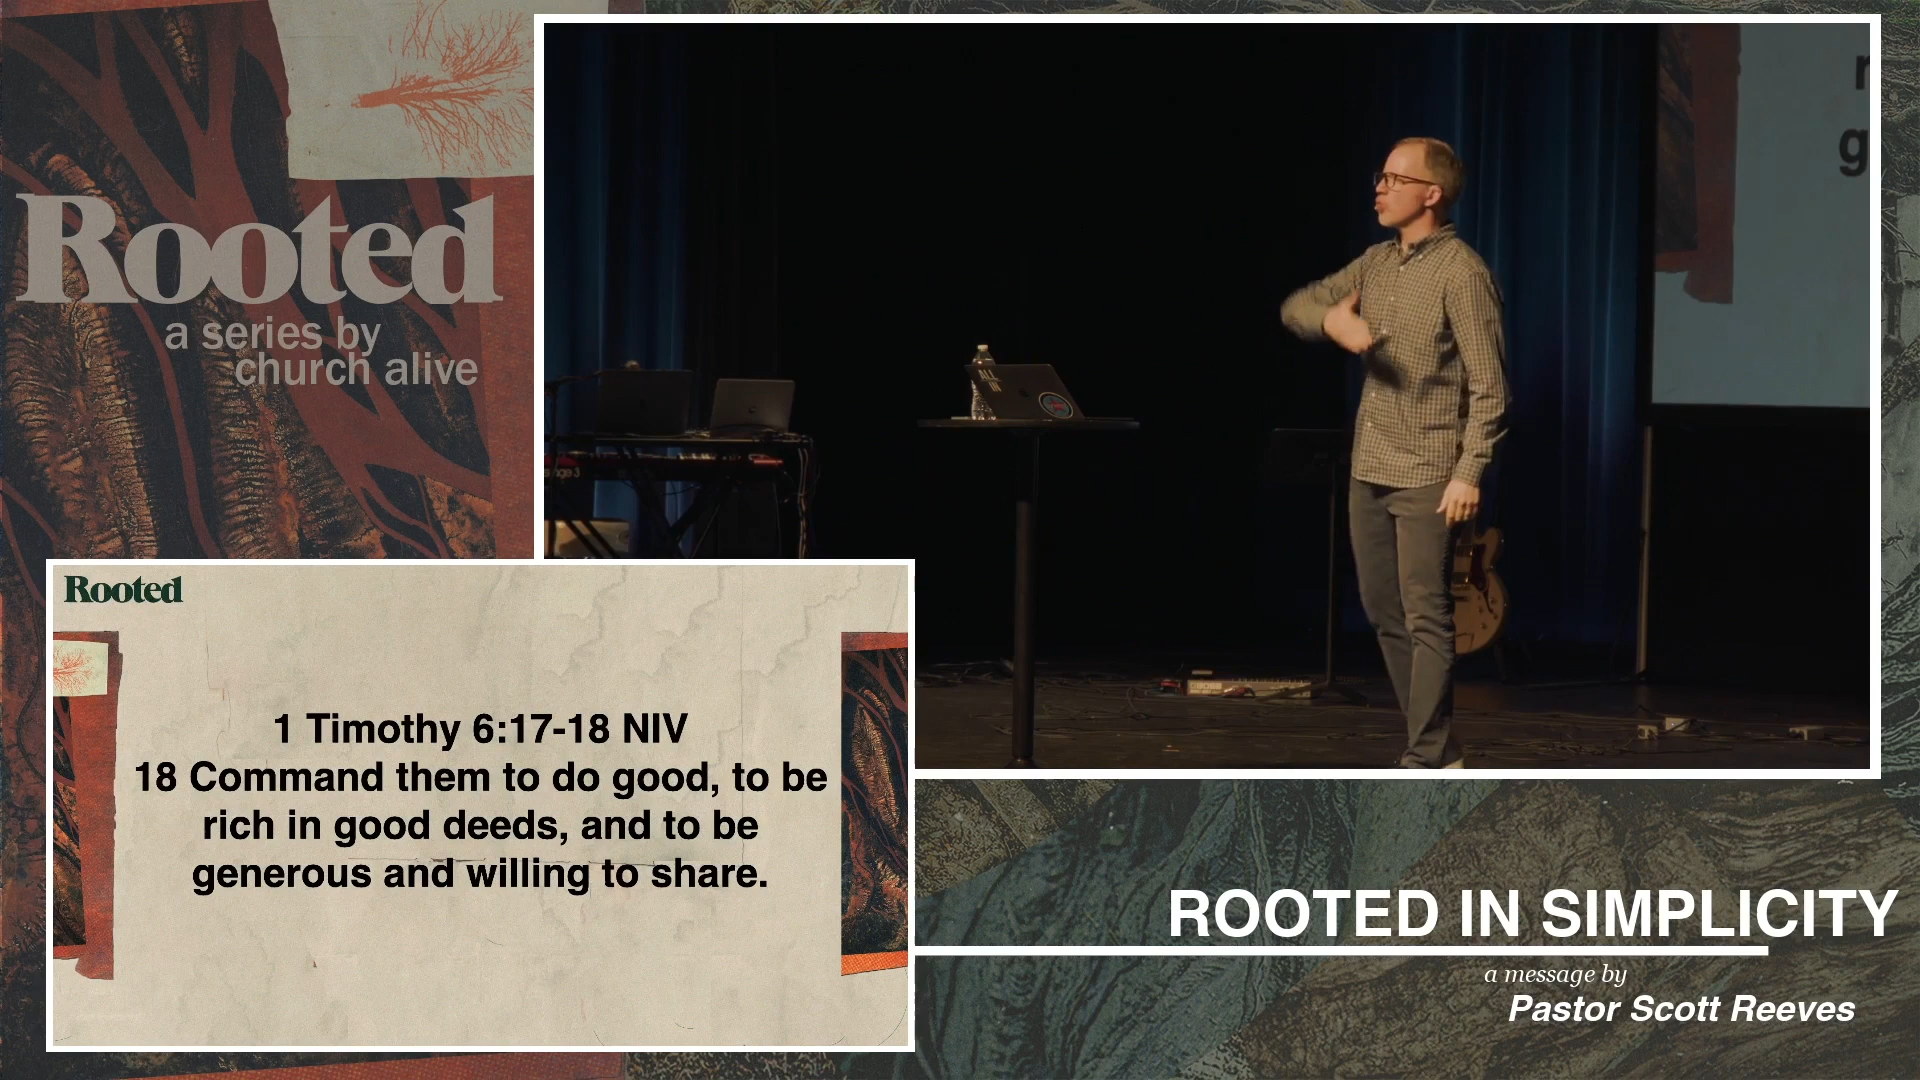 Rooted
a series by
church alive
ALL
IN
g
Rooted
1 Timothy 6:17-18 NIV
18 Command them to do good, to be
rich in good deeds, and to be
generous and willing to share.
ROOTED IN SIMPLICITY
a message by
Pastor Scott Reeves